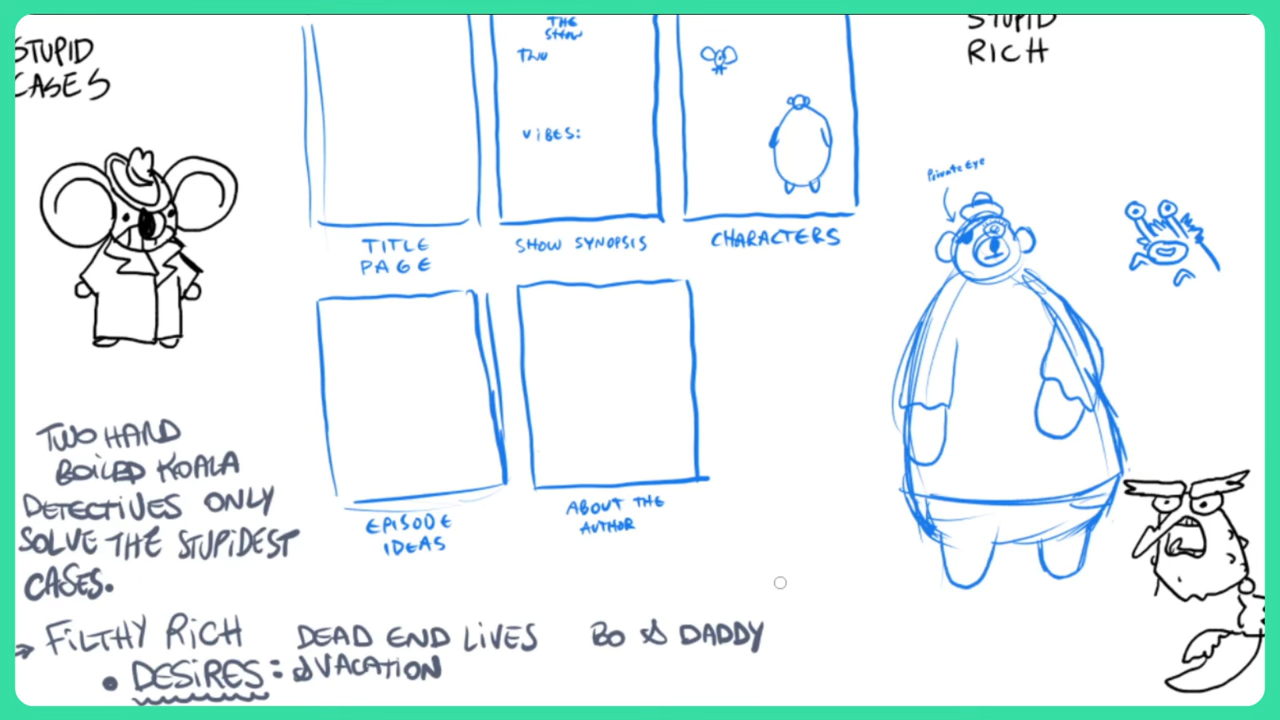 STUPID
CASES
THE
SHOW
TWO
VIBES:
STUPID
RICH
Private Eye
TITLE
PAGE
SHOW SYNOPSIS
CHARACTERS
EPISODE
IDEAS
ABOUT THE
AUTHOR
TWO HARD
BOILED KOALA
DETECTIVES ONLY
SOLVE THE STUPIDEST
CASES.
FILTHY RICH
DEAD END LIVES
BO & DADDY
DESIRES: VACATION